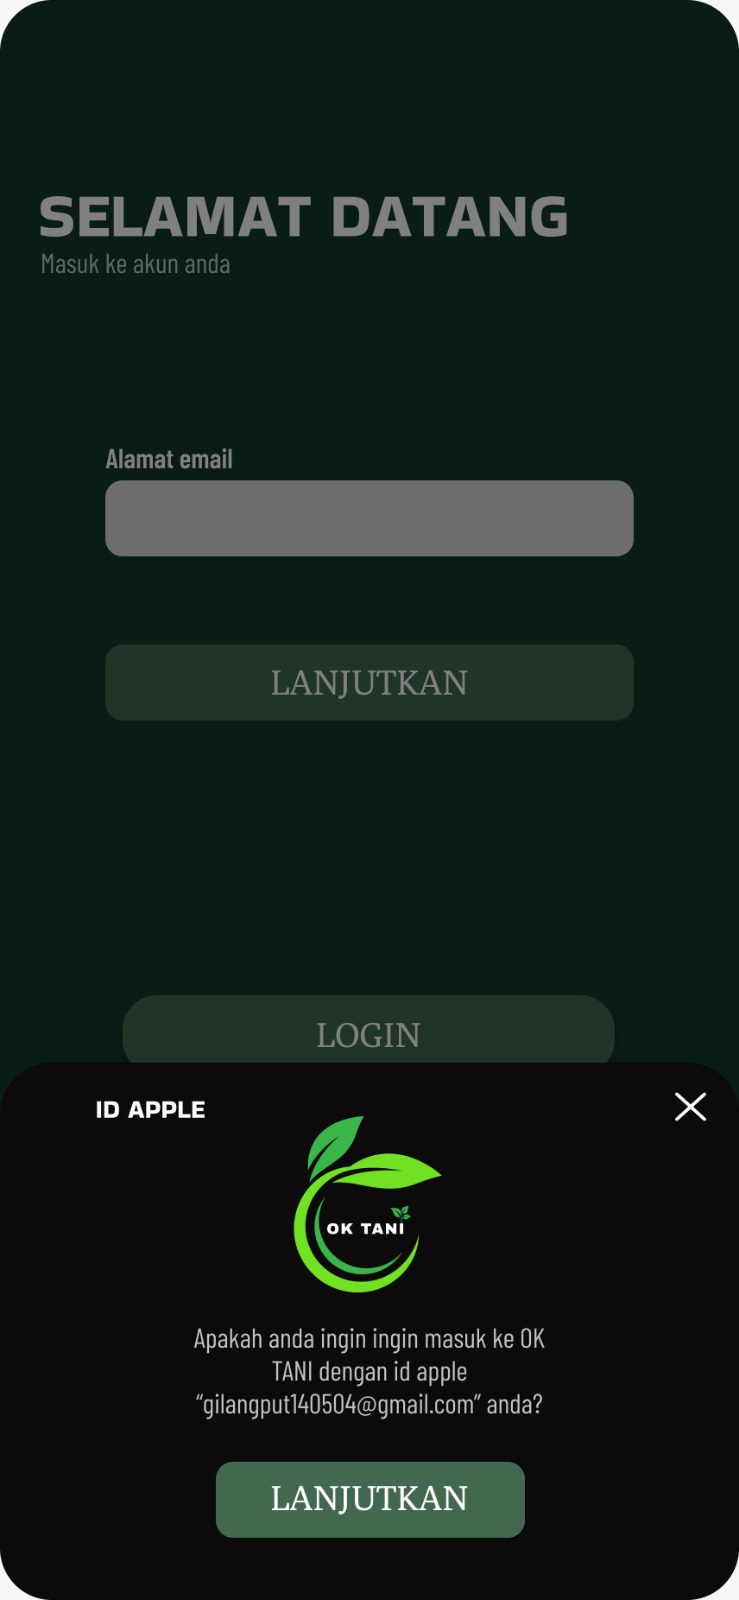 SELAMAT DATANG
Masuk ke akun anda
Alamat email
LANJUTKAN
LOGIN
ID APPLE
OK TANI
Apakah anda ingin ingin masuk ke OK
TANI dengan id apple
“gilangput140504@gmail.com” anda?
LANJUTKAN